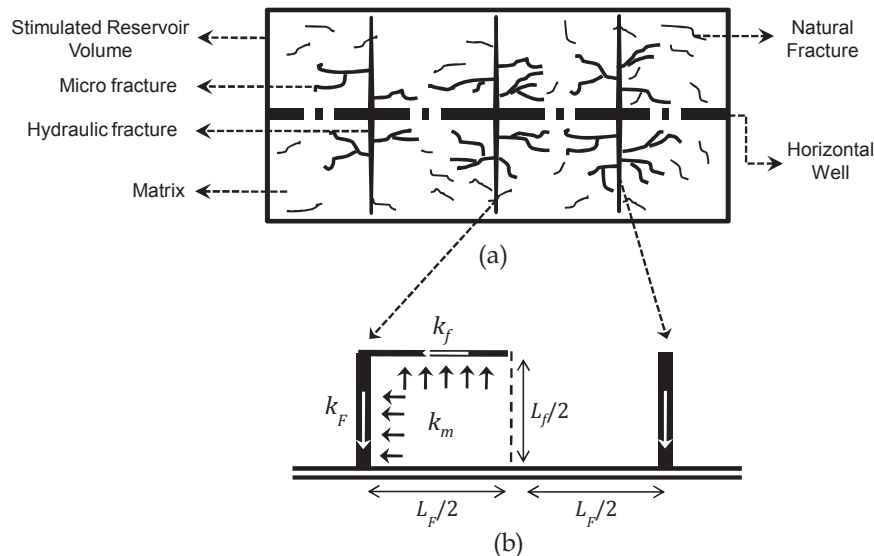 Stimulated Reservoir
Volume
Micro fracture
Hydraulic fracture
Matrix
Natural
Fracture
Horizontal
Well
(a)
k_f
k_F
k_m
L_f/2
L_F/2
L_F/2
(b)